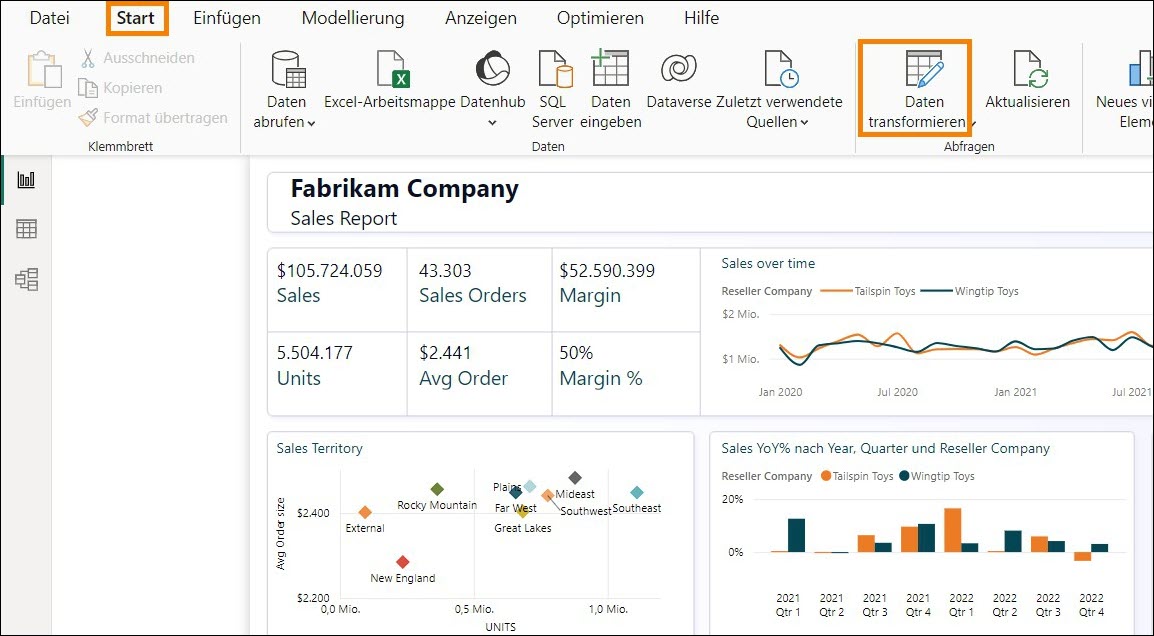 Datei Start Einfügen Modellierung Anzeigen Optimieren Hilfe
Einfügen
Ausschneiden
Kopieren
Format übertragen
Klemmbrett
Daten
abrufen
Excel-Arbeitsmappe
Datenhub
SQL
Server
Daten
eingeben
Dataverse
Zuletzt verwendete
Quellen
Daten
Daten
transformieren
Aktualisieren
Abfragen
Neues vi
Elem
Fabrikam Company
Sales Report
$105.724.059
Sales
43.303
Sales Orders
$52.590.399
Margin
5.504.177
Units
$2.441
Avg Order
50%
Margin %
Sales over time
Reseller Company Tailspin Toys Wingtip Toys
$2 Mio.
$1 Mio.
Jan 2020 Jul 2020 Jan 2021 Jul 2021
Sales Territory
Avg Order size
$2.400
$2.200
Plains
Mideast
Rocky Mountain
Far West
Southwest
Southeast
External
Great Lakes
New England
0,0 Mio. 0,5 Mio. 1,0 Mio.
UNITS
Sales YoY% nach Year, Quarter und Reseller Company
Reseller Company Tailspin Toys Wingtip Toys
20%
0%
2021 2021 2021 2021 2022 2022 2022 2022
Qtr 1 Qtr 2 Qtr 3 Qtr 4 Qtr 1 Qtr 2 Qtr 3 Qtr 4